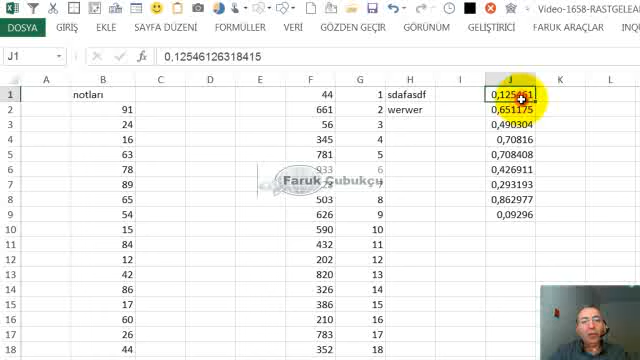 Video-1658-RASTGELEAR
DOSYA GİRİŞ EKLE SAYFA DÜZENİ FORMÜLLER VERİ GÖZDEN GEÇİR GÖRÜNÜM GELİŞTİRİCİ FARUK ARAÇLAR INQU
J1 fx 0,12546126318415
A B C D E F G H I J K L
1 notları 44 1 sdafasdf 0,125461
2 91 661 2 werwer 0,651175
3 24 56 3 0,490304
4 16 345 4 0,70816
5 63 781 5 0,708408
6 78 933 6 0,426911
7 89 7 0,293193
8 65 503 8 0,862977
9 54 626 9 0,09296
10 15 590 10
11 84 432 11
12 12 202 12
13 42 820 13
14 86 326 14
15 17 386 15
16 60 210 16
17 26 783 17
18 44 352 18
Faruk Çubukçu